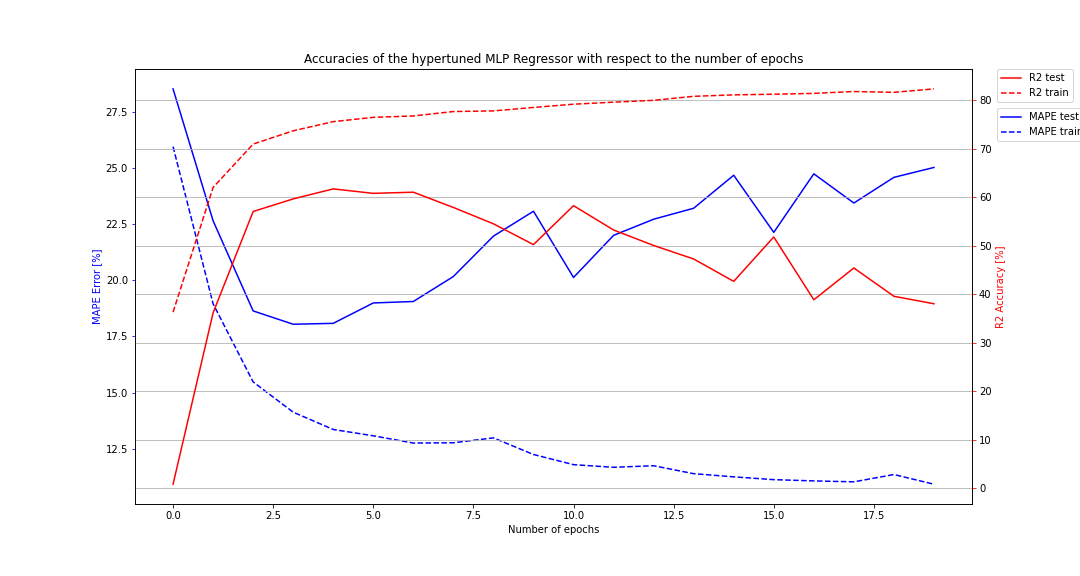 Accuracies of the hypertuned MLP Regressor with respect to the number of epochs
R2 test
R2 train
MAPE test
MAPE train
27.5
25.0
22.5
20.0
17.5
15.0
12.5
MAPE Error [%]
80
70
60
50
40
30
20
10
0
R2 Accuracy [%]
0.0 2.5 5.0 7.5 10.0 12.5 15.0 17.5
Number of epochs